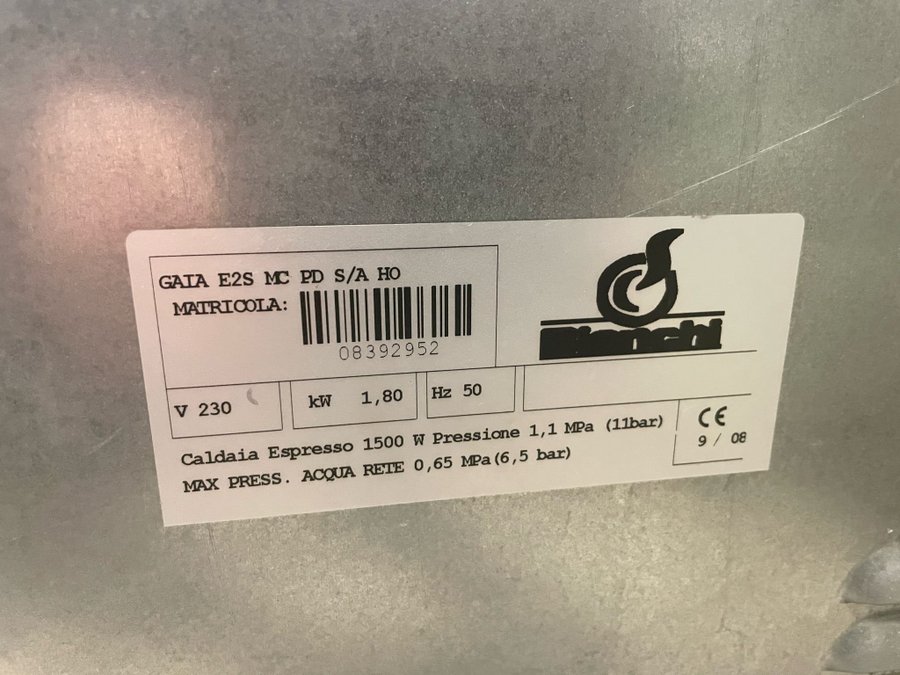 GAIA E2S MC PD S/A HO
MATRICOLA:
08392952
Bianchi
V 230
kW 1,80
Hz 50
Caldaia Espresso 1500 W Pressione 1,1 MPa (11bar)
MAX PRESS. ACQUA RETE 0,65 MPa(6,5 bar)
CE
9 / 08